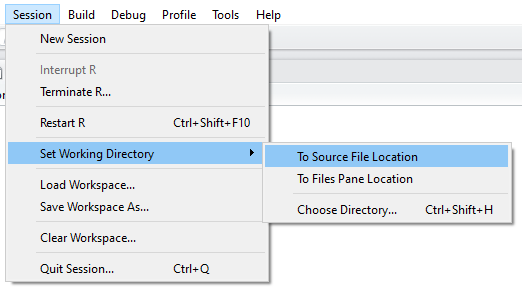 Session Build Debug Profile Tools Help
New Session
Interrupt R
Terminate R...
Restart R Ctrl+Shift+F10
Set Working Directory
To Source File Location
To Files Pane Location
Choose Directory... Ctrl+Shift+H
Load Workspace...
Save Workspace As...
Clear Workspace...
Quit Session... Ctrl+Q